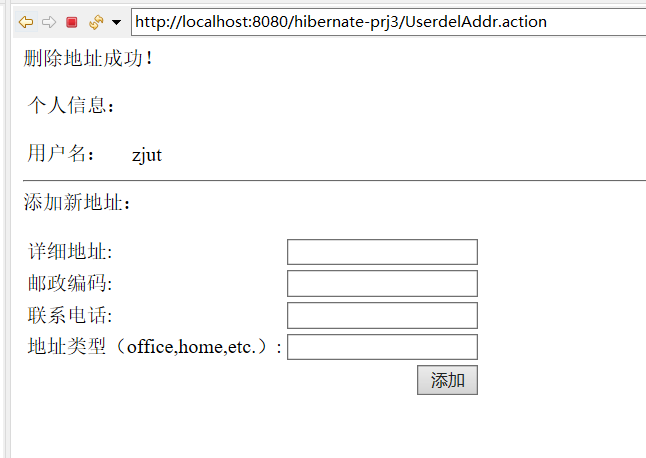 http://localhost:8080/hibernate-prj3/UserdelAddr.action
删除地址成功！
个人信息：
用户名： zjut
添加新地址：
详细地址:
邮政编码:
联系电话:
地址类型（office,home,etc.）:
添加